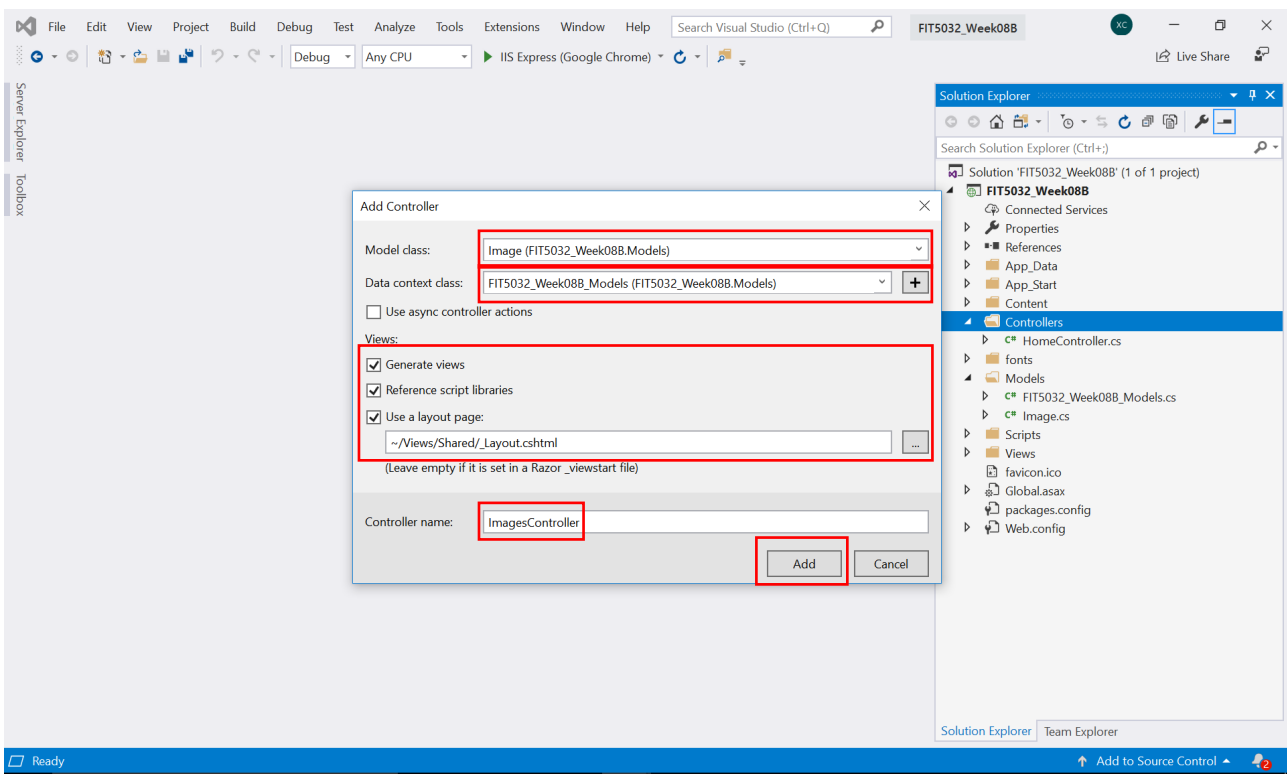 File Edit View Project Build Debug Test Analyze Tools Extensions Window Help Search Visual Studio (Ctrl+Q) FIT5032_Week08B XC
Debug Any CPU IIS Express (Google Chrome) Live Share
Server Explorer
Toolbox
Add Controller
Model class: Image (FIT5032_Week08B.Models)
Data context class: FIT5032_Week08B_Models (FIT5032_Week08B.Models) +
Use async controller actions
Views:
Generate views
Reference script libraries
Use a layout page:
~/Views/Shared/_Layout.cshtml ...
(Leave empty if it is set in a Razor _viewstart file)
Controller name: ImagesController
Add Cancel
Solution Explorer
Search Solution Explorer (Ctrl+;)
Solution 'FIT5032_Week08B' (1 of 1 project)
FIT5032_Week08B
Connected Services
Properties
References
App_Data
App_Start
Content
Controllers
C# HomeController.cs
fonts
Models
C# FIT5032_Week08B_Models.cs
C# Image.cs
Scripts
Views
favicon.ico
Global.asax
packages.config
Web.config
Solution Explorer Team Explorer
Ready Add to Source Control 2